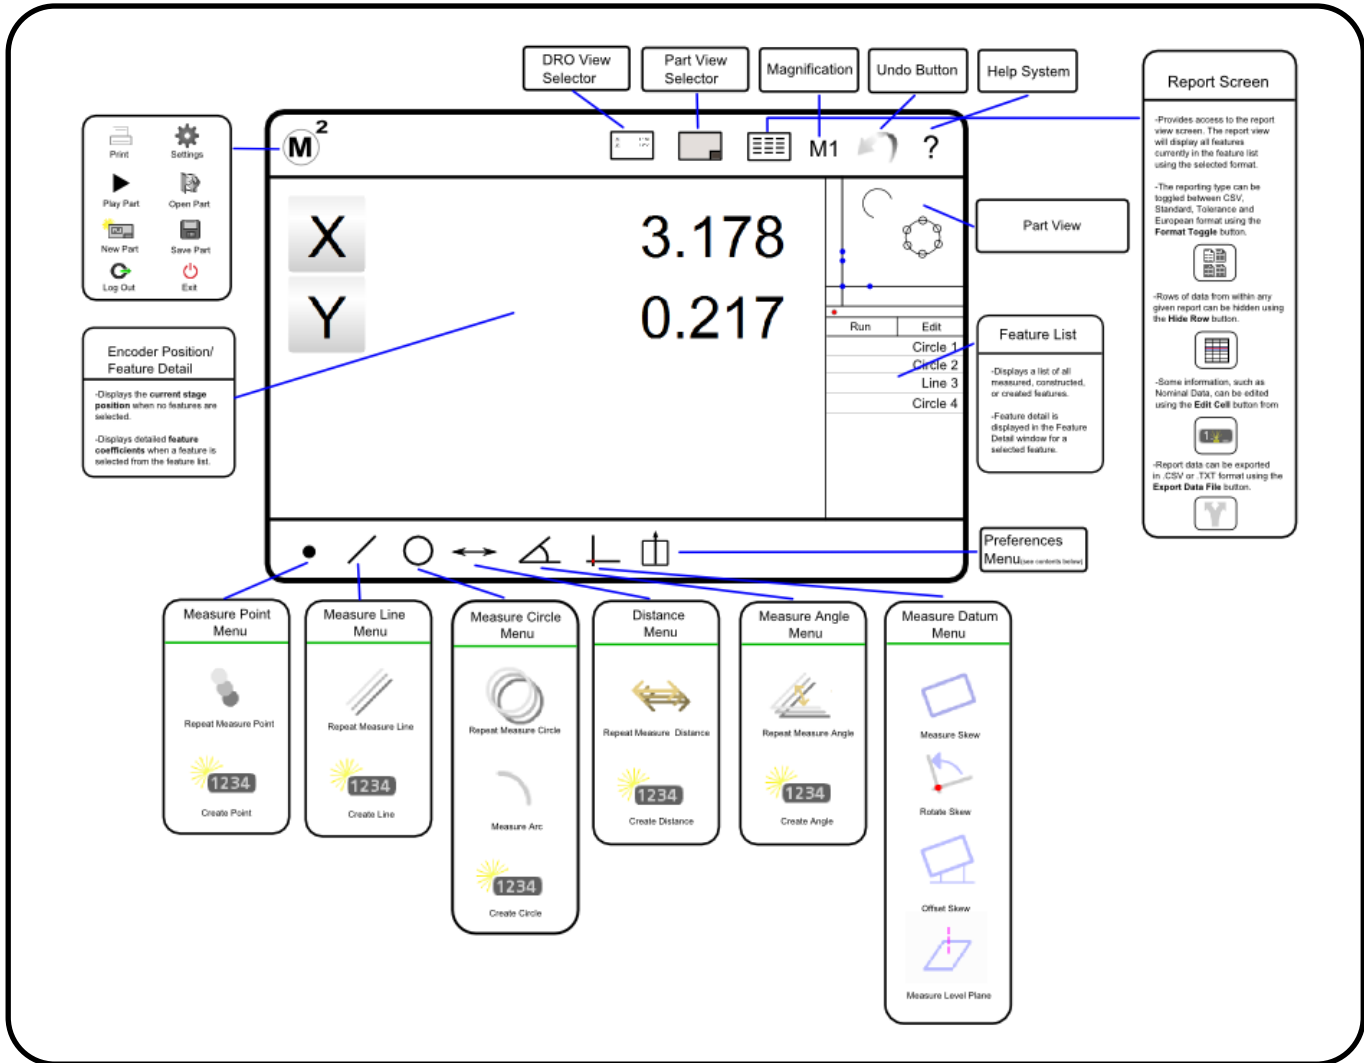 DRO View
Selector
Part View
Selector
Magnification
Undo Button
Help System
Report Screen
-Provides access to the report
view screen. The report view
will display all features
currently in the feature list
using the selected format.
-The reporting type can be
toggled between CSV,
Standard, Tolerance and
European format using the
Format Toggle button.
-Rows of data from within any
given report can be hidden using
the Hide Row button.
-Some information, such as
Nominal Data, can be edited
using the Edit Cell button from
-Report data can be exported
in .CSV or .TXT format using the
Export Data File button.
Print
Settings
Play Part
Open Part
New Part
Save Part
Log Out
Exit
M2
M1
?
X
3.178
Y
0.217
Part View
Run
Edit
Circle 1
Circle 2
Line 3
Circle 4
Encoder Position/
Feature Detail
-Displays the current stage
position when no features are
selected.
-Displays detailed feature
coefficients when a feature is
selected from the feature list.
Feature List
-Displays a list of all
measured, constructed,
or created features.
-Feature detail is
displayed in the Feature
Detail window for a
selected feature.
Preferences
Menu(see contents below)
Measure Point
Menu
Repeat Measure Point
1234
Create Point
Measure Line
Menu
Repeat Measure Line
1234
Create Line
Measure Circle
Menu
Repeat Measure Circle
Measure Arc
1234
Create Circle
Distance
Menu
Repeat Measure Distance
1234
Create Distance
Measure Angle
Menu
Repeat Measure Angle
1234
Create Angle
Measure Datum
Menu
Measure Skew
Rotate Skew
Offset Skew
Measure Level Plane